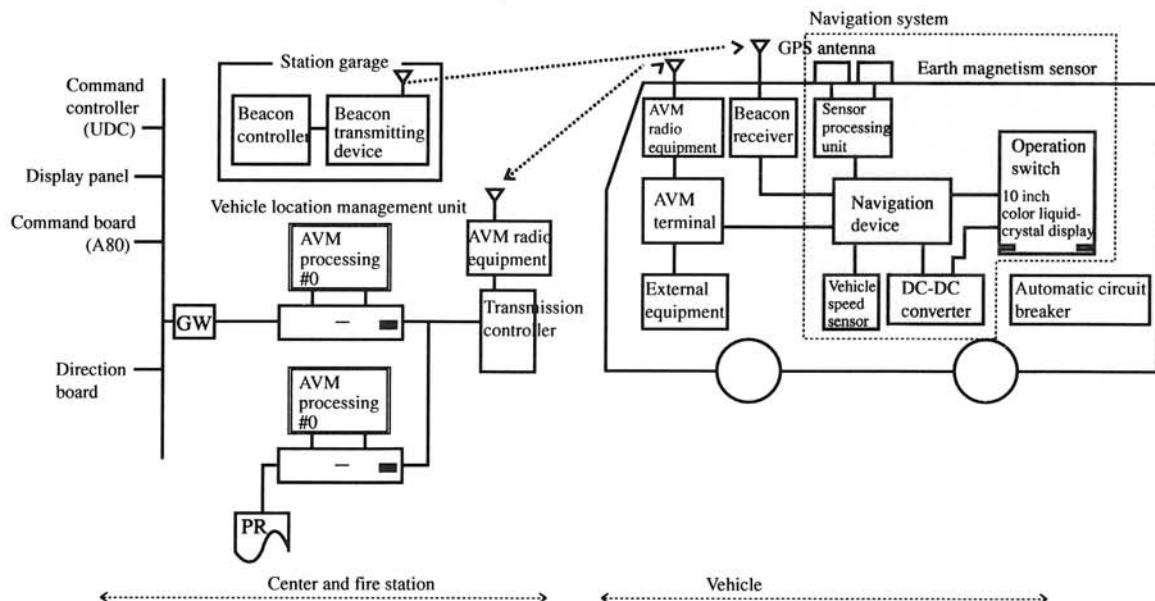 Navigation system
Station garage
GPS antenna
Earth magnetism sensor
Command
controller
(UDC)
Beacon
controller
Beacon
transmitting
device
AVM
radio
equipment
Beacon
receiver
Sensor
processing
unit
Operation
switch
10 inch
color liquid-
crystal display
Display panel
Command board
(A80)
Vehicle location management unit
AVM
processing
#0
AVM radio
equipment
AVM
terminal
Navigation
device
GW
Transmission
controller
External
equipment
Vehicle
speed
sensor
DC-DC
converter
Automatic circuit
breaker
Direction
board
AVM
processing
#0
PR
Center and fire station
Vehicle